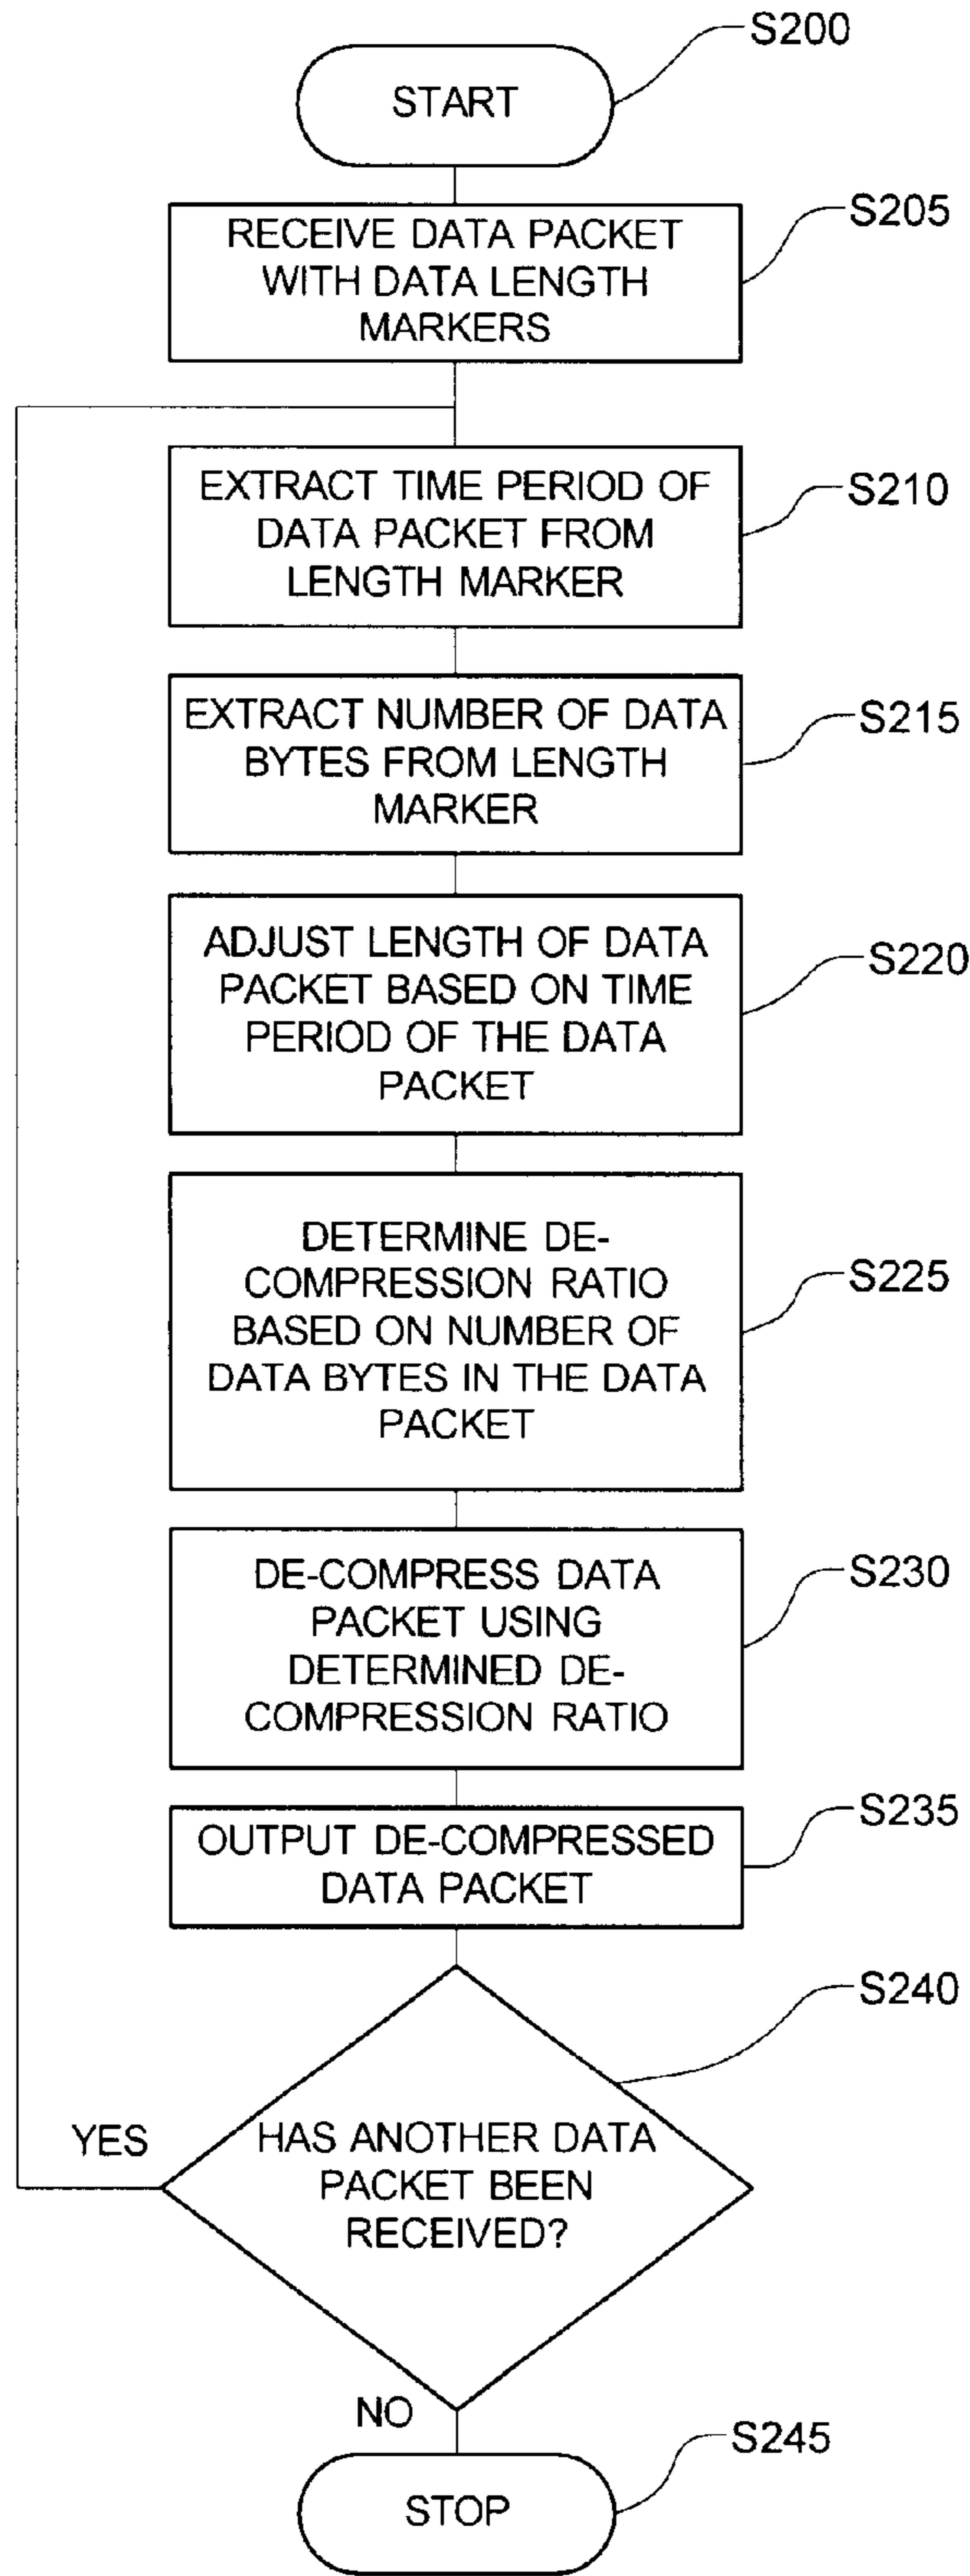 S200
START
S205
RECEIVE DATA PACKET
WITH DATA LENGTH
MARKERS
S210
EXTRACT TIME PERIOD OF
DATA PACKET FROM
LENGTH MARKER
S215
EXTRACT NUMBER OF DATA
BYTES FROM LENGTH
MARKER
S220
ADJUST LENGTH OF DATA
PACKET BASED ON TIME
PERIOD OF THE DATA
PACKET
S225
DETERMINE DE-
COMPRESSION RATIO
BASED ON NUMBER OF
DATA BYTES IN THE DATA
PACKET
S230
DE-COMPRESS DATA
PACKET USING
DETERMINED DE-
COMPRESSION RATIO
S235
OUTPUT DE-COMPRESSED
DATA PACKET
S240
YES
HAS ANOTHER DATA
PACKET BEEN
RECEIVED?
NO
S245
STOP